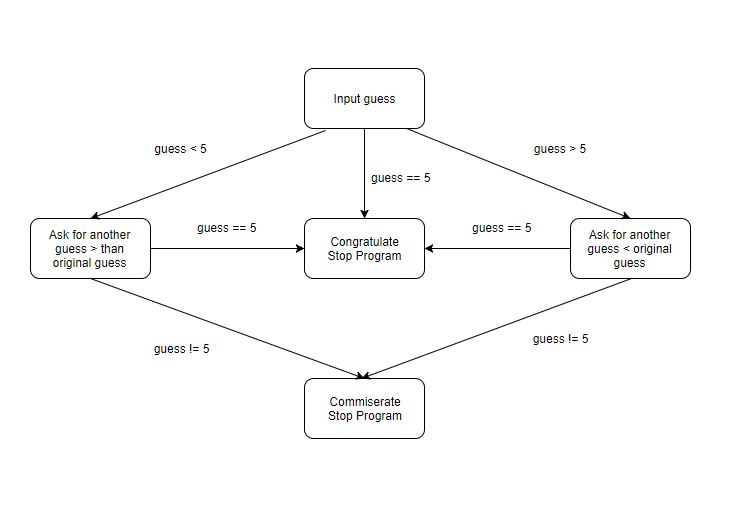 Input guess
guess < 5
guess > 5
guess == 5
Ask for another
guess > than
original guess
guess == 5
Congratulate
Stop Program
guess == 5
Ask for another
guess < original
guess
guess != 5
guess != 5
Commiserate
Stop Program